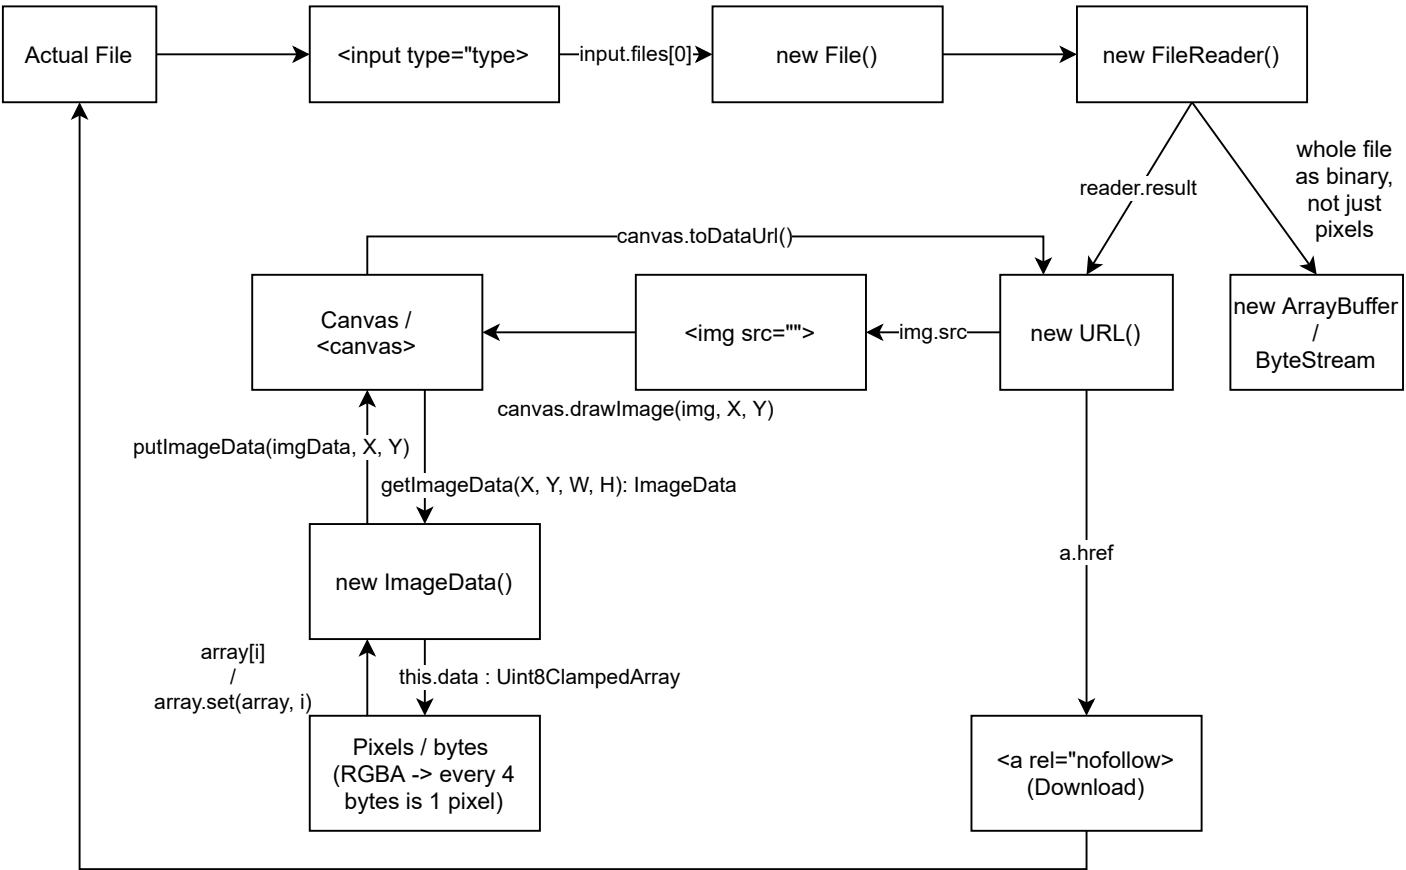 Actual File
<input type="type>
input.files[0]
new File()
new FileReader()
whole file
as binary,
not just
pixels
reader.result
canvas.toDataUrl()
Canvas /
<canvas>
<img src="">
img.src
new URL()
new ArrayBuffer
/
ByteStream
canvas.drawImage(img, X, Y)
putImageData(imgData, X, Y)
getImageData(X, Y, W, H): ImageData
a.href
new ImageData()
array[i]
/
array.set(array, i)
this.data : Uint8ClampedArray
Pixels / bytes
(RGBA -> every 4
bytes is 1 pixel)
<a rel="nofollow>
(Download)